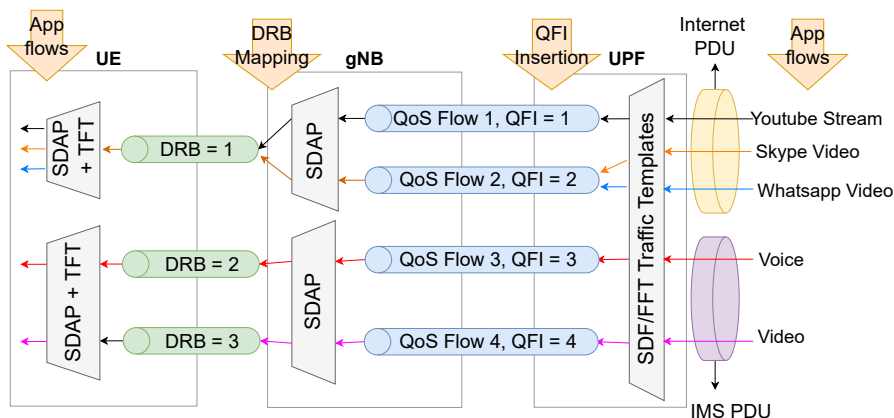 App
flows
UE
DRB
Mapping
gNB
QFI
Insertion
UPF
Internet
PDU
App
flows
SDAP
+ TFT
DRB = 1
SDAP
QoS Flow 1, QFI = 1
QoS Flow 2, QFI = 2
SDF/FFT Traffic Templates
Youtube Stream
Skype Video
Whatsapp Video
SDAP + TFT
DRB = 2
DRB = 3
SDAP
QoS Flow 3, QFI = 3
QoS Flow 4, QFI = 4
Voice
Video
IMS PDU